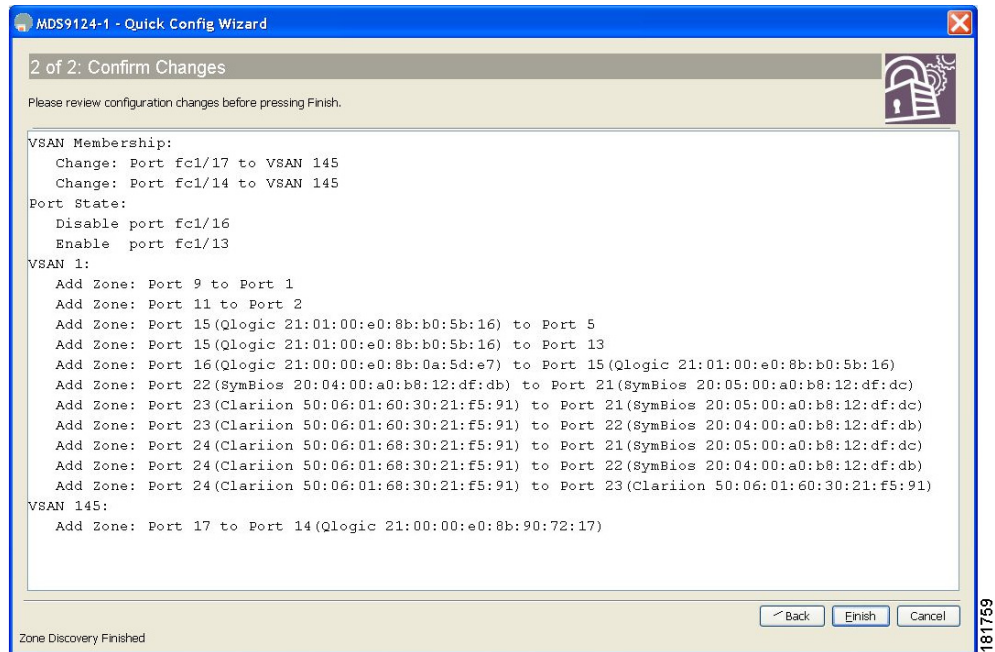 MDS9124-1 - Quick Config Wizard
2 of 2: Confirm Changes
Please review configuration changes before pressing Finish.
VSAN Membership:
Change: Port fc1/17 to VSAN 145
Change: Port fc1/14 to VSAN 145
Port State:
Disable port fc1/16
Enable port fc1/13
VSAN 1:
Add Zone: Port 9 to Port 1
Add Zone: Port 11 to Port 2
Add Zone: Port 15(Qlogic 21:01:00:e0:8b:b0:5b:16) to Port 5
Add Zone: Port 15(Qlogic 21:01:00:e0:8b:b0:5b:16) to Port 13
Add Zone: Port 16(Qlogic 21:00:00:e0:8b:0a:5d:e7) to Port 15(Qlogic 21:01:00:e0:8b:b0:5b:16)
Add Zone: Port 22(SymBios 20:04:00:a0:b8:12:df:db) to Port 21(SymBios 20:05:00:a0:b8:12:df:dc)
Add Zone: Port 23(Clariion 50:06:01:60:30:21:f5:91) to Port 21(SymBios 20:05:00:a0:b8:12:df:dc)
Add Zone: Port 23(Clariion 50:06:01:60:30:21:f5:91) to Port 22(SymBios 20:04:00:a0:b8:12:df:db)
Add Zone: Port 24(Clariion 50:06:01:68:30:21:f5:91) to Port 21(SymBios 20:05:00:a0:b8:12:df:dc)
Add Zone: Port 24(Clariion 50:06:01:68:30:21:f5:91) to Port 22(SymBios 20:04:00:a0:b8:12:df:db)
Add Zone: Port 24(Clariion 50:06:01:68:30:21:f5:91) to Port 23(Clariion 50:06:01:60:30:21:f5:91)
VSAN 145:
Add Zone: Port 17 to Port 14(Qlogic 21:00:00:e0:8b:90:72:17)
Back Finish Cancel
Zone Discovery Finished
181759